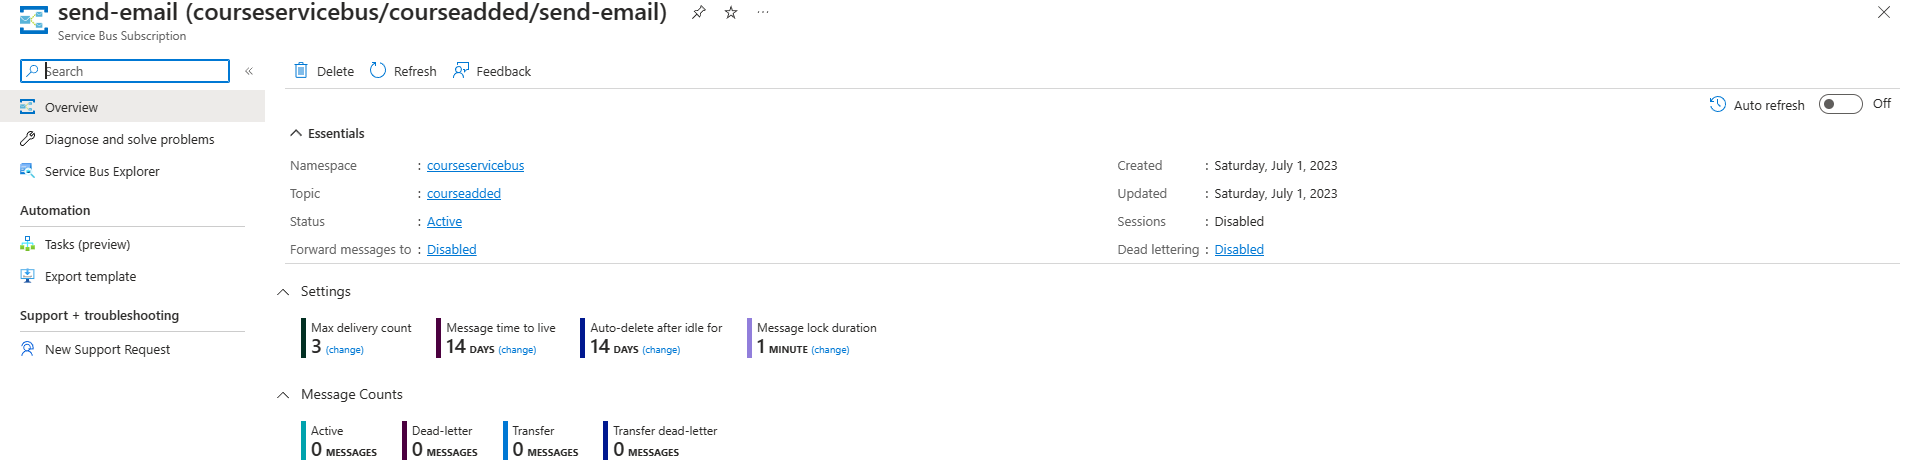 send-email (courseservicebus/courseadded/send-email)
Service Bus Subscription
Search
«
Delete Refresh Feedback
Overview
Diagnose and solve problems
Service Bus Explorer
Automation
Tasks (preview)
Export template
Support + troubleshooting
New Support Request
Auto refresh Off
Essentials
Namespace : courseservicebus
Topic : courseadded
Status : Active
Forward messages to : Disabled
Created : Saturday, July 1, 2023
Updated : Saturday, July 1, 2023
Sessions : Disabled
Dead lettering : Disabled
Settings
Max delivery count
3 (change)
Message time to live
14 DAYS (change)
Auto-delete after idle for
14 DAYS (change)
Message lock duration
1 MINUTE (change)
Message Counts
Active
0 MESSAGES
Dead-letter
0 MESSAGES
Transfer
0 MESSAGES
Transfer dead-letter
0 MESSAGES